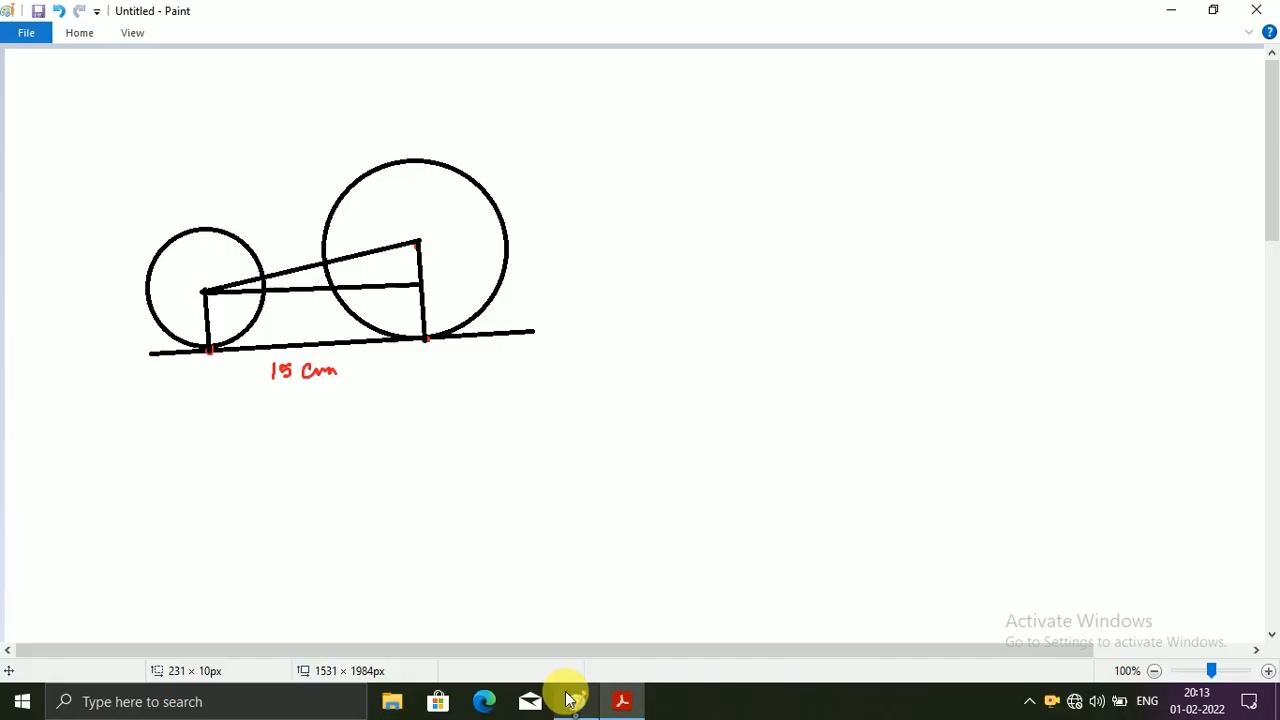 Untitled - Paint
File Home View
15 Cm
Activate Windows
Go to Settings to activate Windows.
231 × 10px 1531 × 1984px 100%
Type here to search
ENG
20:13
01-02-2022